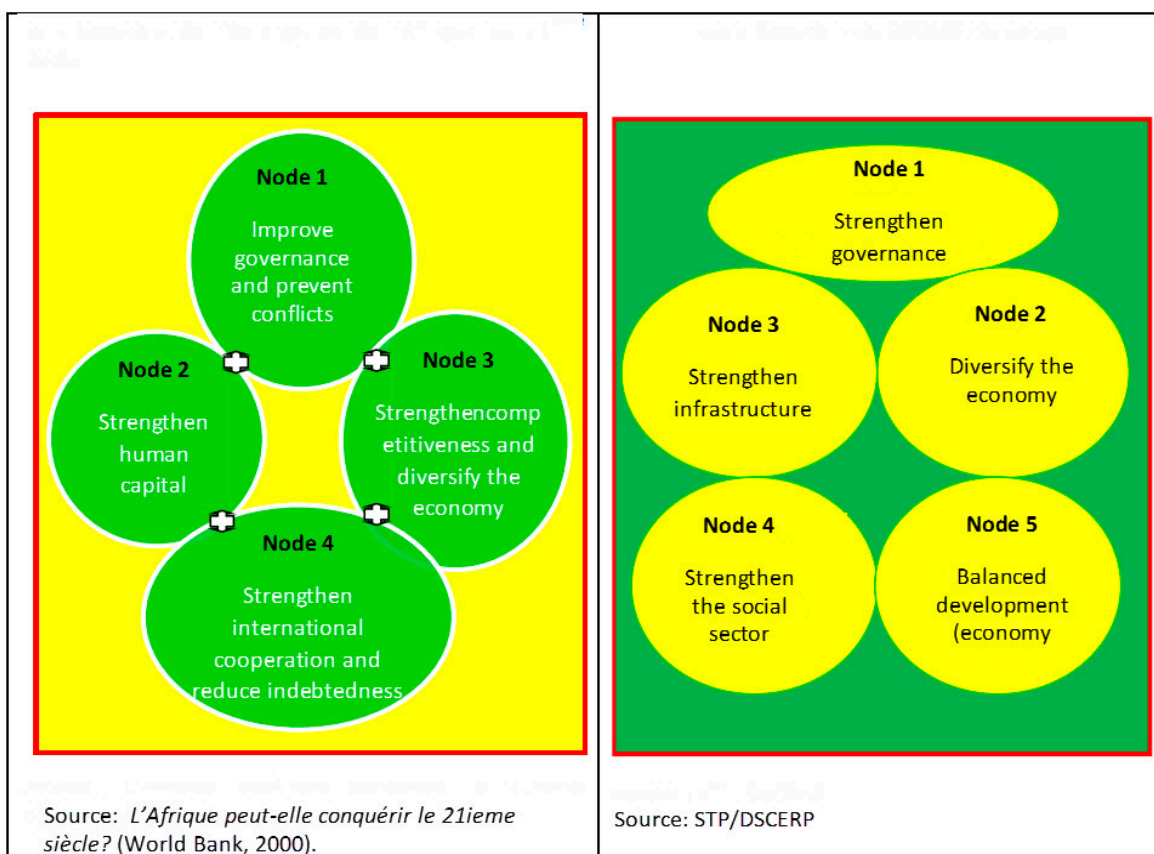 Node 1
Improve
governance
and prevent
conflicts
Node 2
Strengthen
human
capital
Node 3
Strengthencomp
etitiveness and
diversify the
economy
Node 4
Strengthen
international
cooperation and
reduce indebtedness
Source: L'Afrique peut-elle conquérir le 21ieme
siècle? (World Bank, 2000).
Node 1
Strengthen
governance
Node 3
Strengthen
infrastructure
Node 2
Diversify the
economy
Node 4
Strengthen
the social
sector
Node 5
Balanced
development
(economy
Source: STP/DSCERP